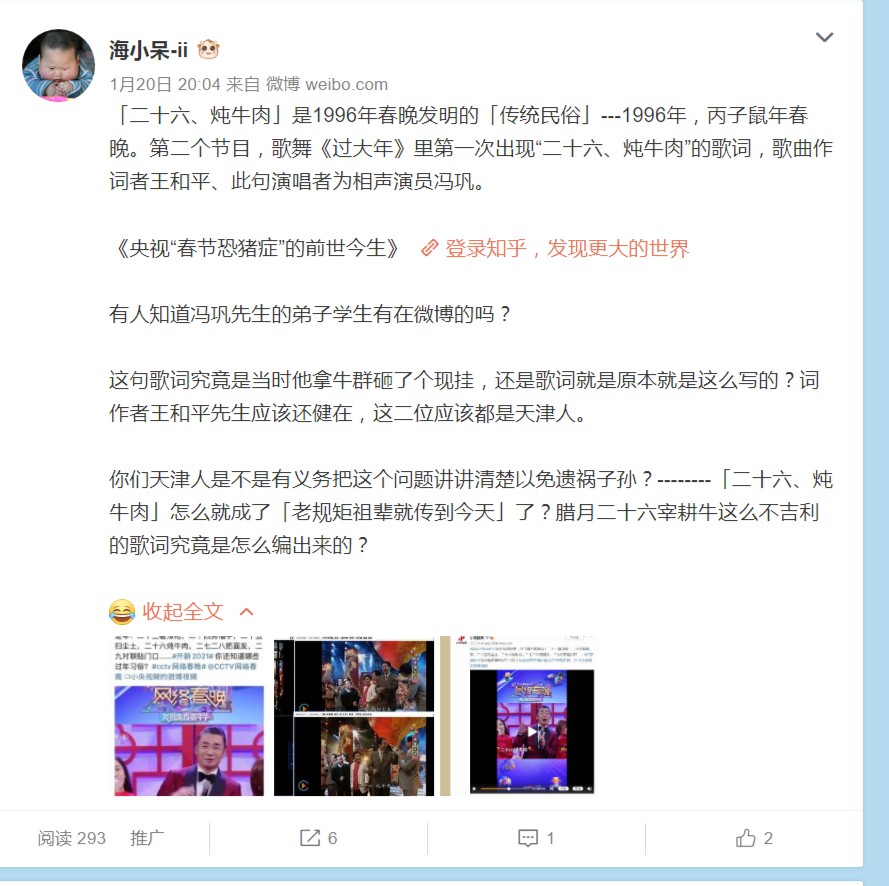 海小呆-ii
1月20日 20:04 来自 微博 weibo.com
「二十六、炖牛肉」是1996年春晚发明的「传统民俗」---1996年，丙子鼠年春
晚。第二个节目，歌舞《过大年》里第一次出现“二十六、炖牛肉”的歌词，歌曲作
词者王和平、此句演唱者为相声演员冯巩。
《央视“春节恐猪症”的前世今生》 登录知乎，发现更大的世界
有人知道冯巩先生的弟子学生有在微博的吗？
这句歌词究竟是当时他拿牛群砸了个现挂，还是歌词就是原本就是这么写的？词
作者王和平先生应该还健在，这二位应该都是天津人。
你们天津人是不是有义务把这个问题讲讲清楚以免遗祸子孙？--------「二十六、炖
牛肉」怎么就成了「老规矩祖辈就传到今天」了？腊月二十六宰耕牛这么不吉利
的歌词究竟是怎么编出来的？
收起全文
扫尘土，二十六炖牛肉，二七二八把面发，二
九对联贴门口......#开新2021# 你还知道哪些
过年习俗？#cctv网络春晚# @CCTV网络春
晚 小央视频的微博视频
网络春晚
阅读 293 推广 6 1 2